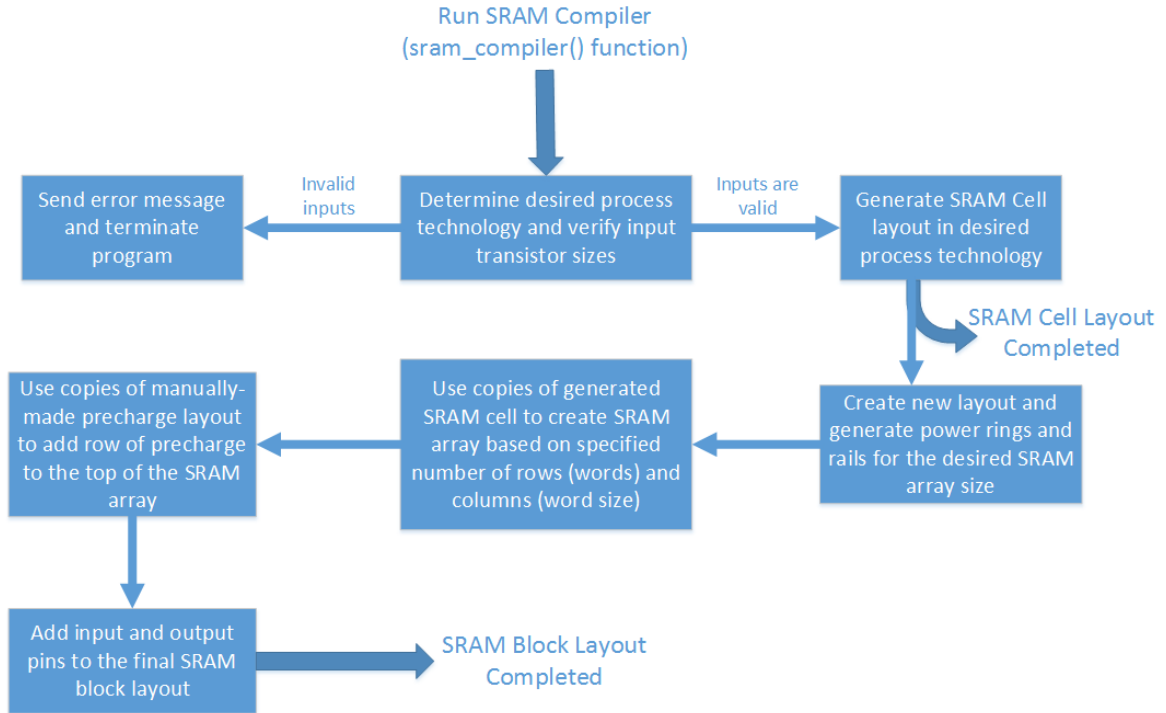 Run SRAM Compiler
(sram_compiler() function)
Send error message
and terminate
program
Invalid
inputs
Determine desired process
technology and verify input
transistor sizes
Inputs are
valid
Generate SRAM Cell
layout in desired
process technology
SRAM Cell Layout
Completed
Create new layout and
generate power rings and
rails for the desired SRAM
array size
Use copies of generated
SRAM cell to create SRAM
array based on specified
number of rows (words) and
columns (word size)
Use copies of manually-
made precharge layout
to add row of precharge
to the top of the SRAM
array
Add input and output
pins to the final SRAM
block layout
SRAM Block Layout
Completed